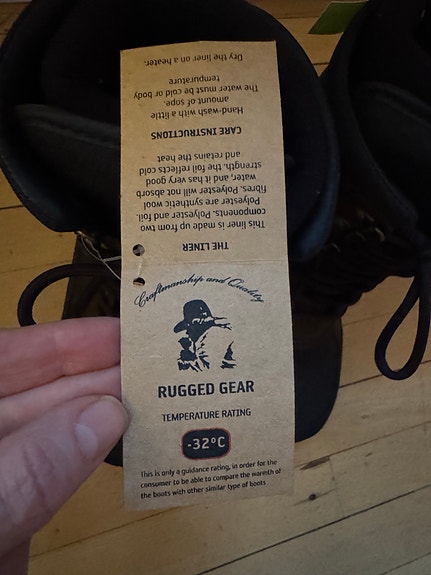 THE LINER
This liner is made up from two
components. Polyester and foil.
Polyester are synthetic wool
fibres. Polyester will not absorb
water, and it has very good
strength. the foil reflects cold
and retains the heat
CARE INSTRUCTIONS
Hand-wash with a little
amount of sope.
The water must be cold or body
tempurature
Dry the liner on a heater.
Craftmanship and Quality
RUGGED GEAR
TEMPERATURE RATING
-32°C
This is only a guidance rating, in order for the
consumer to be able to compare the warmth of
the boots with other similar type of boots